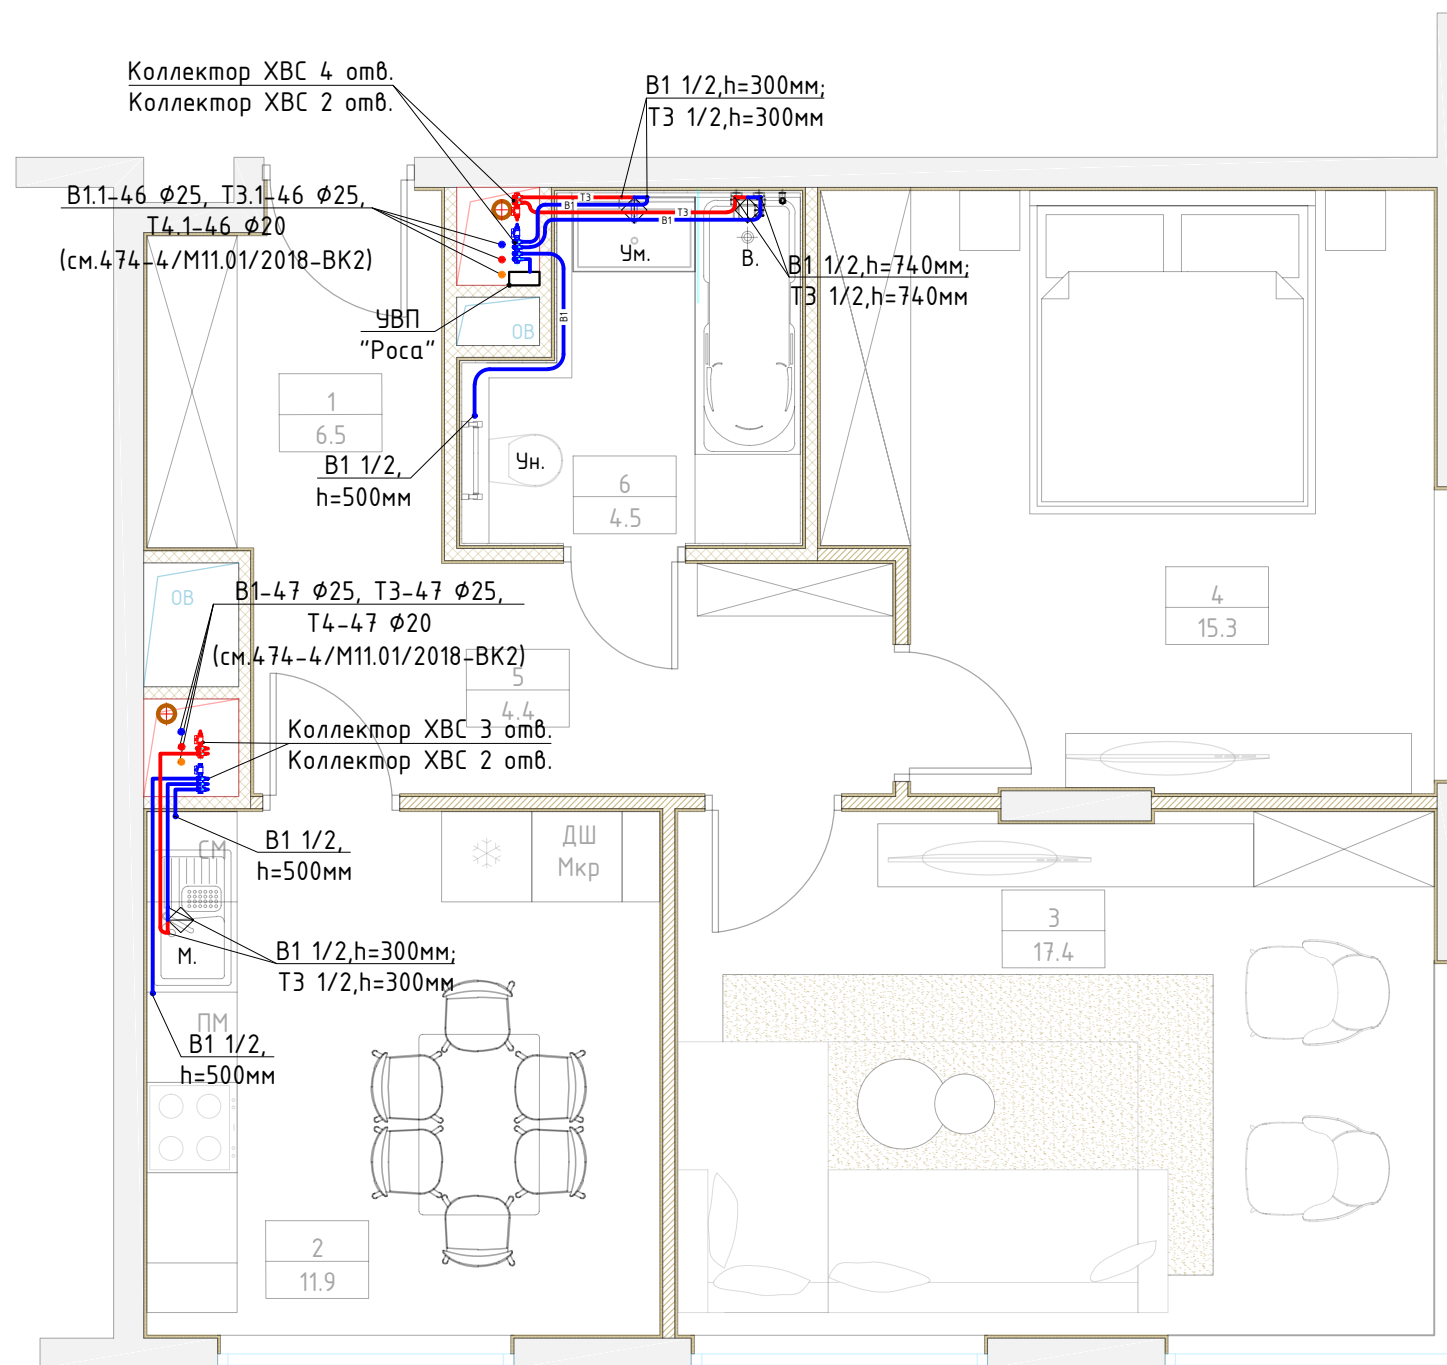 Коллектор ХВС 4 отв.
Коллектор ХВС 2 отв.
В1 1/2,h=300мм;
Т3 1/2,h=300мм
В1.1-46 Ф25, Т3.1-46 Ф25,
Т4.1-46 Ф20
(см.474-4/М11.01/2018-ВК2)
Т3
В1
Т3
В1
Ум.
В.
В1 1/2,h=740мм;
Т3 1/2,h=740мм
УВП
"Роса"
ОВ
В1
1
6.5
В1 1/2,
h=500мм
Ун.
6
4.5
ОВ
В1-47 Ф25, Т3-47 Ф25,
Т4-47 Ф20
(см.474-4/М11.01/2018-ВК2)
4
15.3
5
4.4
Коллектор ХВС 3 отв.
Коллектор ХВС 2 отв.
СМ
В1 1/2,
h=500мм
ДШ
Мкр
3
17.4
М.
В1 1/2,h=300мм;
Т3 1/2,h=300мм
ПМ
В1 1/2,
h=500мм
2
11.9